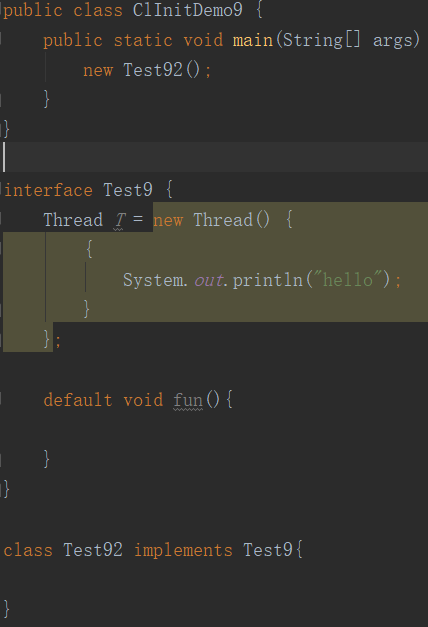 public class ClInitDemo9 {
    public static void main(String[] args)
        new Test92();
    }
}
interface Test9 {
    Thread T = new Thread() {
        {
            System.out.println("hello");
        }
    };
    default void fun(){
    }
}
class Test92 implements Test9{
}